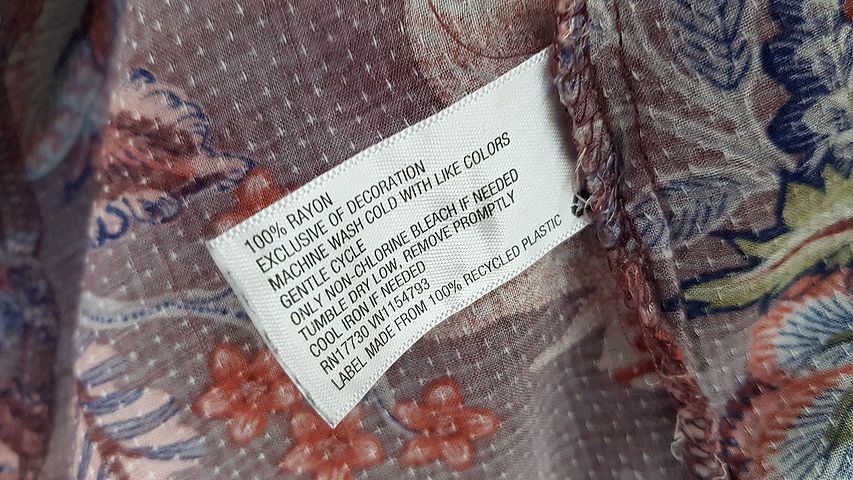 100% RAYON
EXCLUSIVE OF DECORATION
MACHINE WASH COLD WITH LIKE COLORS
GENTLE CYCLE
ONLY NON-CHLORINE BLEACH IF NEEDED
TUMBLE DRY LOW, REMOVE PROMPTLY
COOL IRON IF NEEDED
RN17730 VN1154793
LABEL MADE FROM 100% RECYCLED PLASTIC